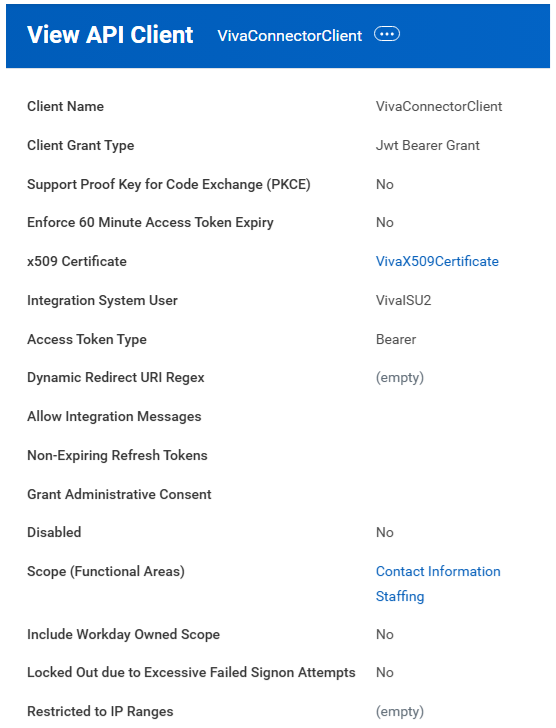 View API Client VivaConnectorClient
Client Name VivaConnectorClient
Client Grant Type Jwt Bearer Grant
Support Proof Key for Code Exchange (PKCE) No
Enforce 60 Minute Access Token Expiry No
x509 Certificate VivaX509Certificate
Integration System User VivaISU2
Access Token Type Bearer
Dynamic Redirect URI Regex (empty)
Allow Integration Messages
Non-Expiring Refresh Tokens
Grant Administrative Consent
Disabled No
Scope (Functional Areas) Contact Information
Staffing
Include Workday Owned Scope No
Locked Out due to Excessive Failed Signon Attempts No
Restricted to IP Ranges (empty)